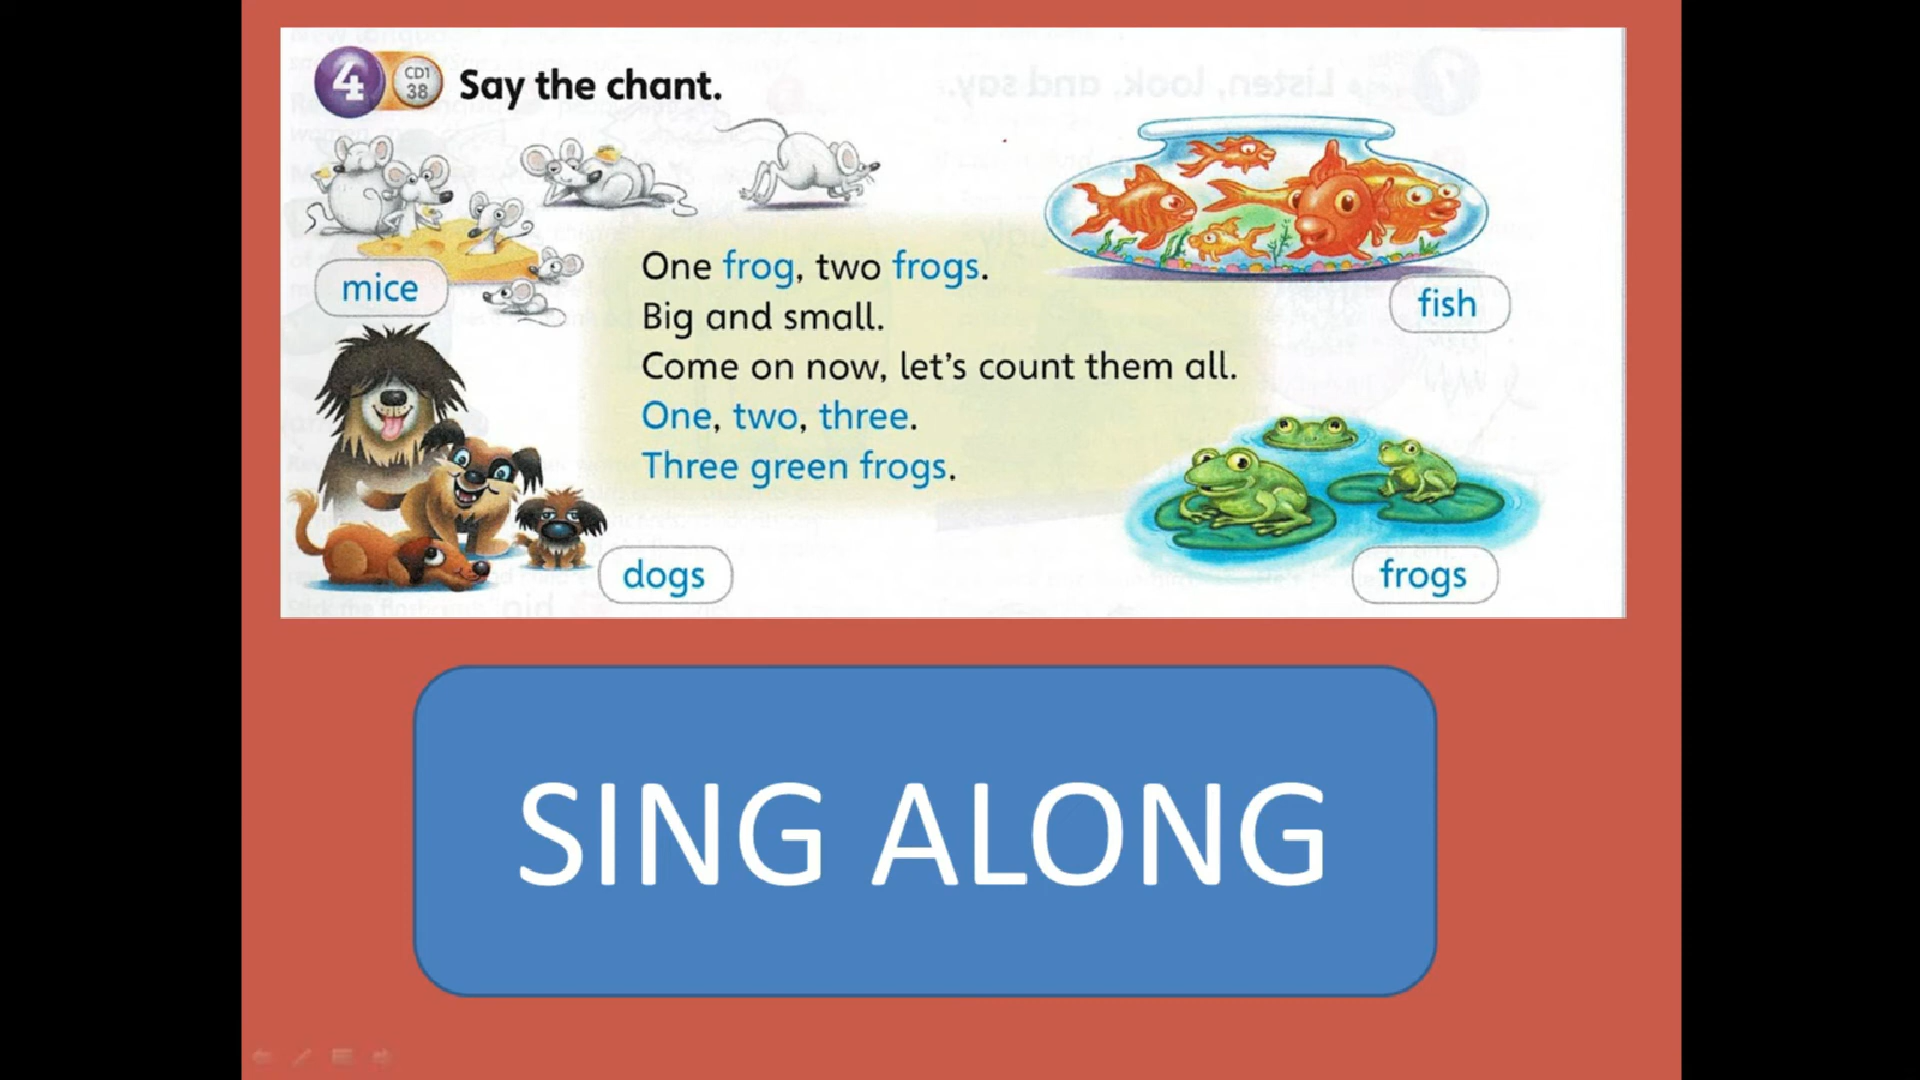 4 CD1 38 Say the chant.
mice
One frog, two frogs.
Big and small.
Come on now, let's count them all.
One, two, three.
Three green frogs.
fish
dogs
frogs
SING ALONG